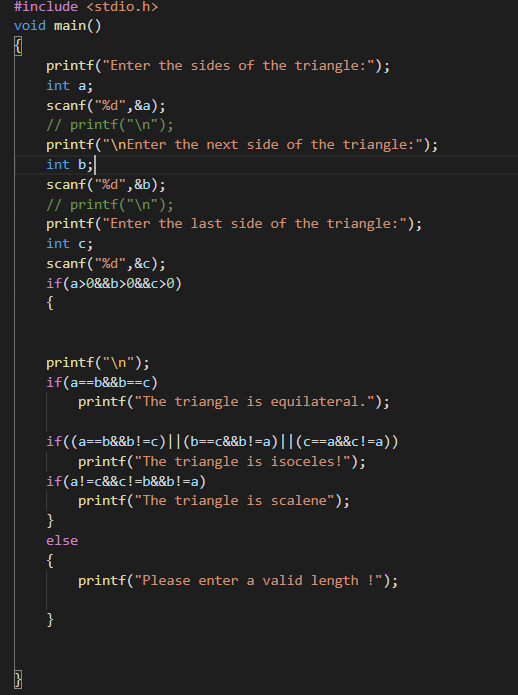 #include <stdio.h>
void main()
{
    printf("Enter the sides of the triangle:");
    int a;
    scanf("%d",&a);
    // printf("\n");
    printf("\nEnter the next side of the triangle:");
    int b;
    scanf("%d",&b);
    // printf("\n");
    printf("Enter the last side of the triangle:");
    int c;
    scanf("%d",&c);
    if(a>0&&b>0&&c>0)
    {
    printf("\n");
    if(a==b&&b==c)
        printf("The triangle is equilateral.");
    if((a==b&&b!=c)||(b==c&&b!=a)||(c==a&&c!=a))
        printf("The triangle is isoceles!");
    if(a!=c&&c!=b&&b!=a)
        printf("The triangle is scalene");
    }
    else
    {
        printf("Please enter a valid length !");
    }
}